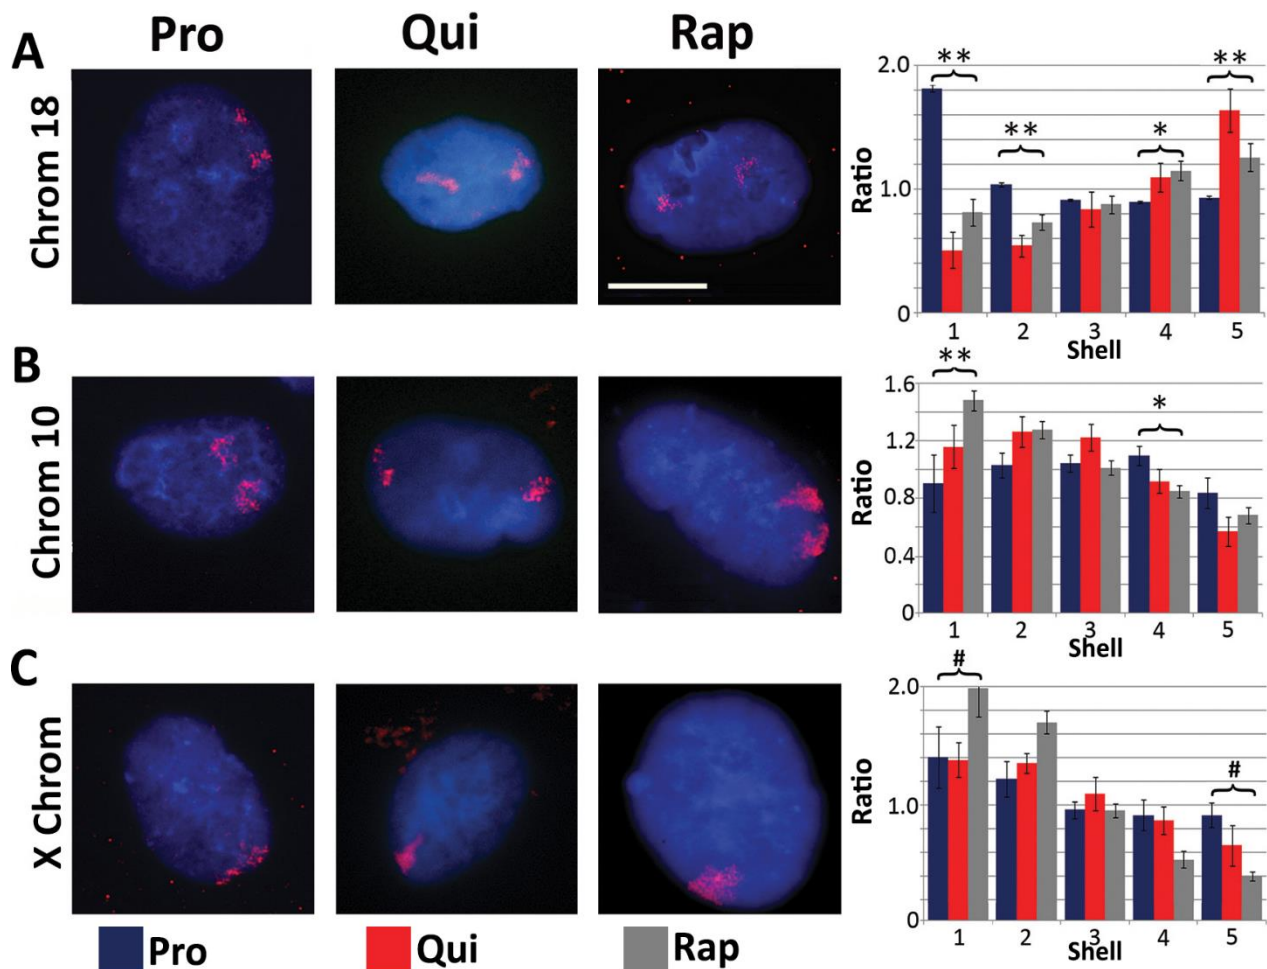 Pro Qui Rap
A
Chrom 18
Ratio
2.0
1.0
0
** ** * **
1 2 3 4 5
Shell
B
Chrom 10
Ratio
1.6
1.2
0.8
0.4
0
** *
1 2 3 4 5
Shell
C
X Chrom
Ratio
2.0
1.0
0
# #
1 2 3 4 5
Shell
Pro Qui Rap